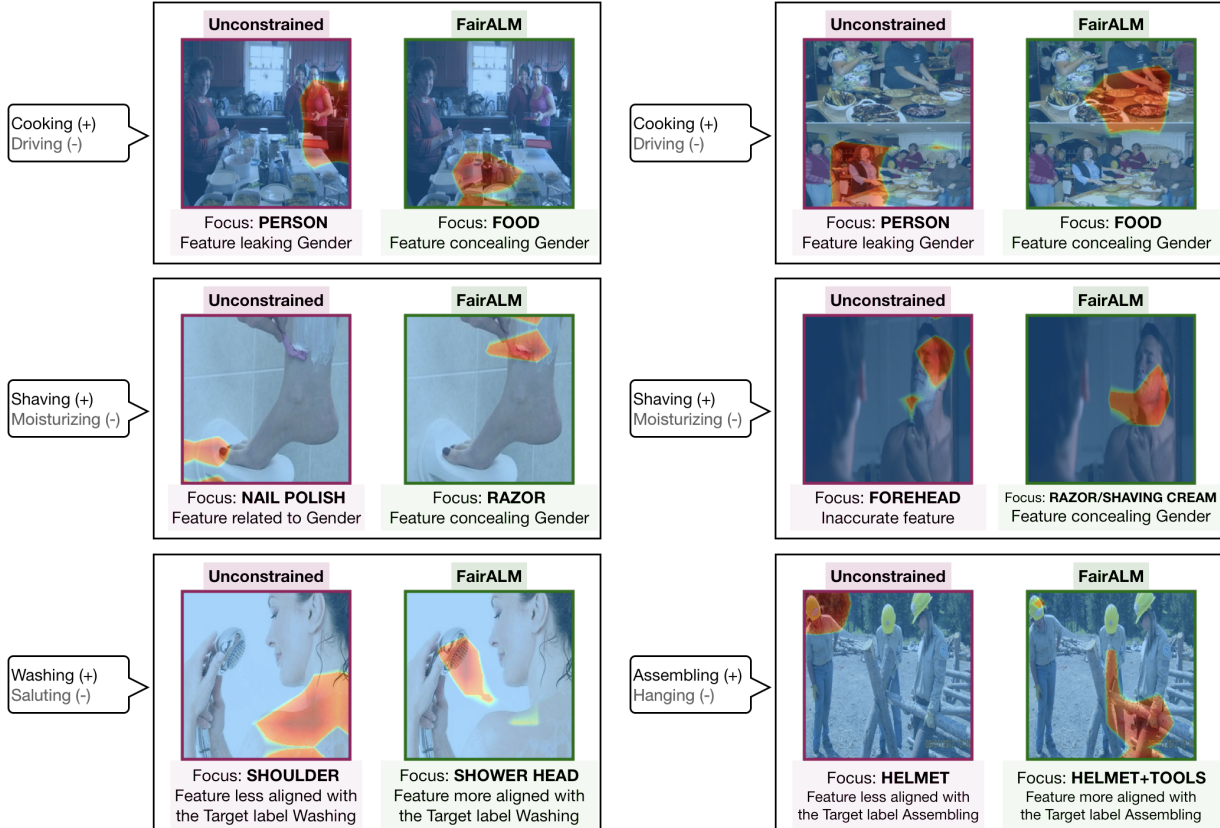 Unconstrained
FairALM
Cooking (+)
Driving (-)
Focus: PERSON
Feature leaking Gender
Focus: FOOD
Feature concealing Gender
Unconstrained
FairALM
Cooking (+)
Driving (-)
Focus: PERSON
Feature leaking Gender
Focus: FOOD
Feature concealing Gender
Unconstrained
FairALM
Shaving (+)
Moisturizing (-)
Focus: NAIL POLISH
Feature related to Gender
Focus: RAZOR
Feature concealing Gender
Unconstrained
FairALM
Shaving (+)
Moisturizing (-)
Focus: FOREHEAD
Inaccurate feature
Focus: RAZOR/SHAVING CREAM
Feature concealing Gender
Unconstrained
FairALM
Washing (+)
Saluting (-)
Focus: SHOULDER
Feature less aligned with
the Target label Washing
Focus: SHOWER HEAD
Feature more aligned with
the Target label Washing
Unconstrained
FairALM
Assembling (+)
Hanging (-)
Focus: HELMET
Feature less aligned with
the Target label Assembling
Focus: HELMET+TOOLS
Feature more aligned with
the Target label Assembling